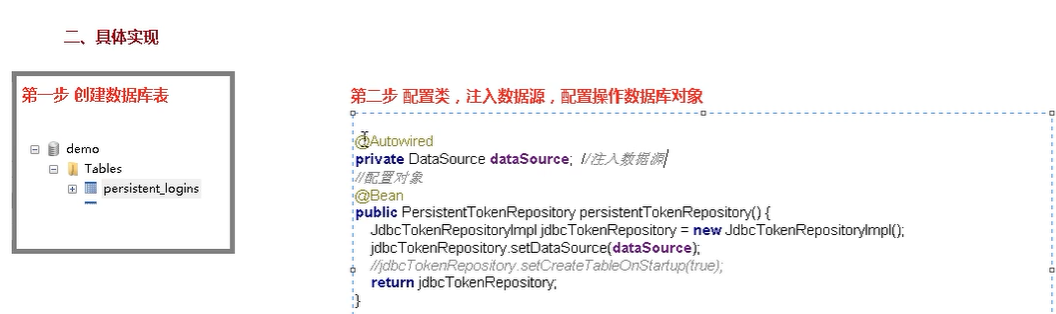 二、具体实现
第一步 创建数据库表
demo
Tables
persistent_logins
第二步 配置类，注入数据源，配置操作数据库对象
@Autowired
private DataSource dataSource; //注入数据源
//配置对象
@Bean
public PersistentTokenRepository persistentTokenRepository() {
JdbcTokenRepositoryImpl jdbcTokenRepository = new JdbcTokenRepositoryImpl();
jdbcTokenRepository.setDataSource(dataSource);
//jdbcTokenRepository.setCreateTableOnStartup(true);
return jdbcTokenRepository;
}